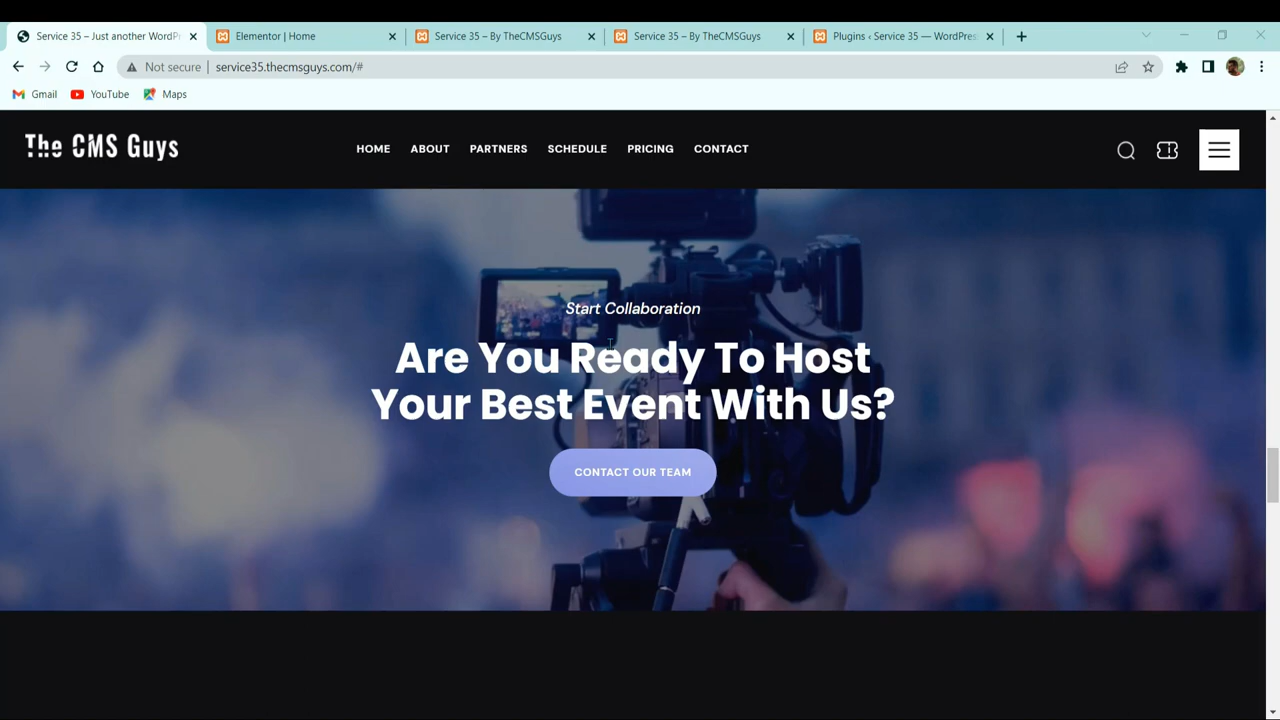 Service 35 – Just another WordPr
Elementor | Home
Service 35 – By TheCMSGuys
Service 35 – By TheCMSGuys
Plugins ‹ Service 35 — WordPres
Not secure
service35.thecmsguys.com/#
Gmail
YouTube
Maps
The CMS Guys
HOME
ABOUT
PARTNERS
SCHEDULE
PRICING
CONTACT
Start Collaboration
Are You Ready To Host
Your Best Event With Us?
CONTACT OUR TEAM